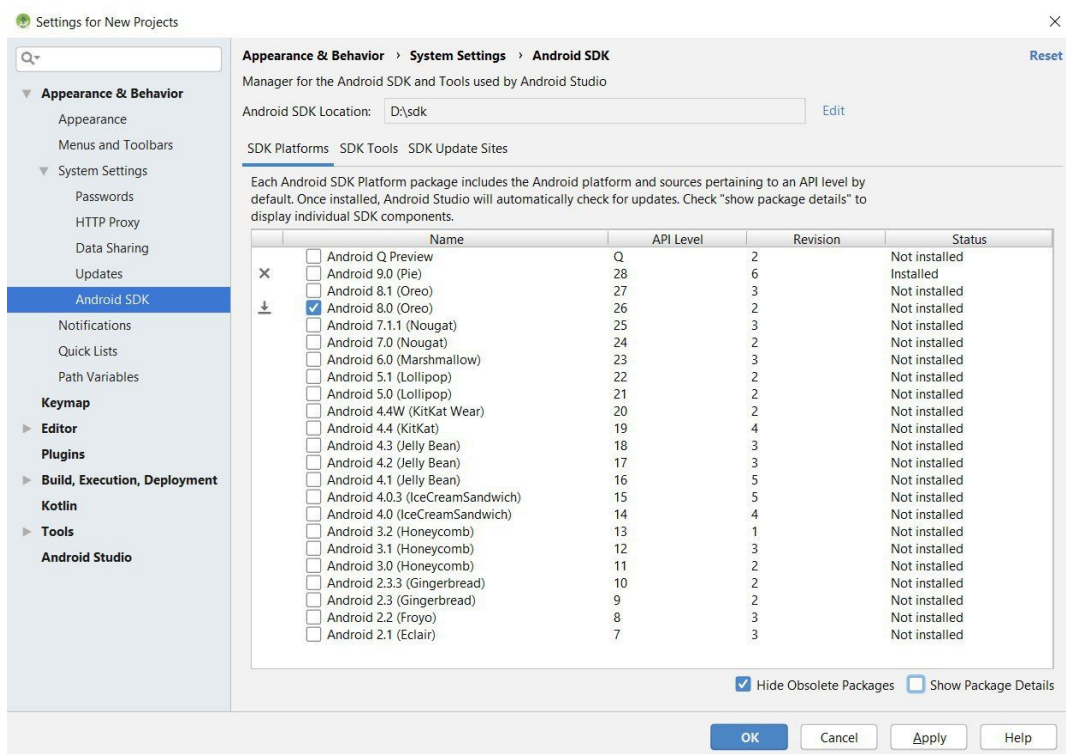 Settings for New Projects
Appearance & Behavior
Appearance
Menus and Toolbars
System Settings
Passwords
HTTP Proxy
Data Sharing
Updates
Android SDK
Notifications
Quick Lists
Path Variables
Keymap
Editor
Plugins
Build, Execution, Deployment
Kotlin
Tools
Android Studio
Appearance & Behavior › System Settings › Android SDK Reset
Manager for the Android SDK and Tools used by Android Studio
Android SDK Location: D:\sdk Edit
SDK Platforms SDK Tools SDK Update Sites
Each Android SDK Platform package includes the Android platform and sources pertaining to an API level by
default. Once installed, Android Studio will automatically check for updates. Check "show package details" to
display individual SDK components.
Name API Level Revision Status
Android Q Preview Q 2 Not installed
Android 9.0 (Pie) 28 6 Installed
Android 8.1 (Oreo) 27 3 Not installed
Android 8.0 (Oreo) 26 2 Not installed
Android 7.1.1 (Nougat) 25 3 Not installed
Android 7.0 (Nougat) 24 2 Not installed
Android 6.0 (Marshmallow) 23 3 Not installed
Android 5.1 (Lollipop) 22 2 Not installed
Android 5.0 (Lollipop) 21 2 Not installed
Android 4.4W (KitKat Wear) 20 2 Not installed
Android 4.4 (KitKat) 19 4 Not installed
Android 4.3 (Jelly Bean) 18 3 Not installed
Android 4.2 (Jelly Bean) 17 3 Not installed
Android 4.1 (Jelly Bean) 16 5 Not installed
Android 4.0.3 (IceCreamSandwich) 15 5 Not installed
Android 4.0 (IceCreamSandwich) 14 4 Not installed
Android 3.2 (Honeycomb) 13 1 Not installed
Android 3.1 (Honeycomb) 12 3 Not installed
Android 3.0 (Honeycomb) 11 2 Not installed
Android 2.3.3 (Gingerbread) 10 2 Not installed
Android 2.3 (Gingerbread) 9 2 Not installed
Android 2.2 (Froyo) 8 3 Not installed
Android 2.1 (Eclair) 7 3 Not installed
Hide Obsolete Packages Show Package Details
OK Cancel Apply Help